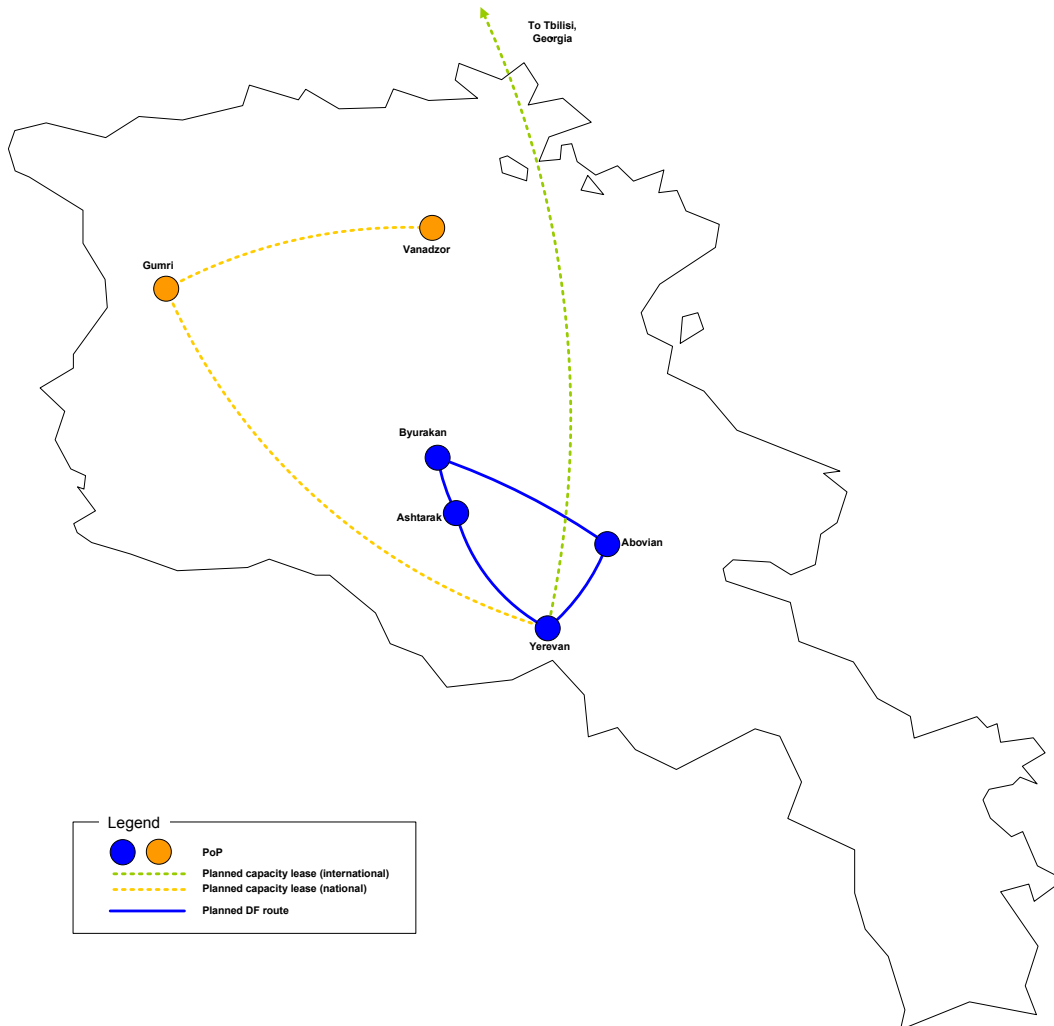 To Tbilisi,
Georgia
Vanadzor
Gumri
Byurakan
Ashtarak
Abovian
Yerevan
Legend
PoP
Planned capacity lease (international)
Planned capacity lease (national)
Planned DF route